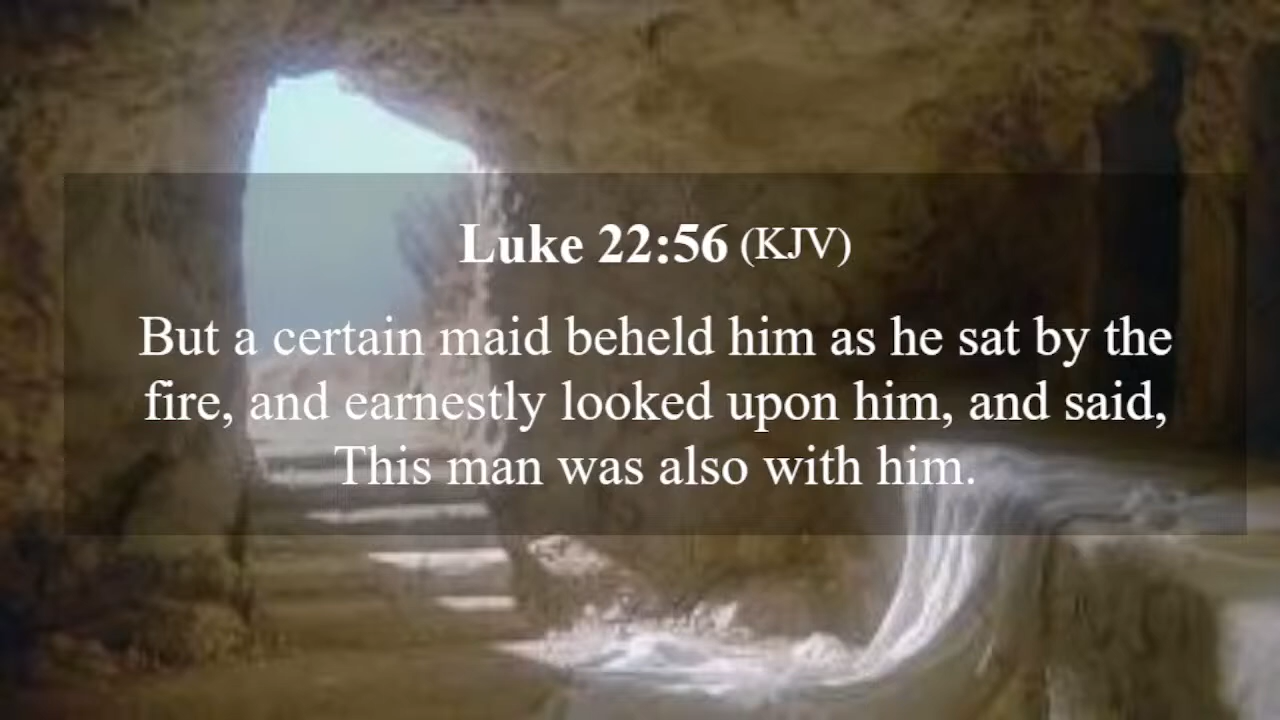 Luke 22:56 (KJV)
But a certain maid beheld him as he sat by the
fire, and earnestly looked upon him, and said,
This man was also with him.